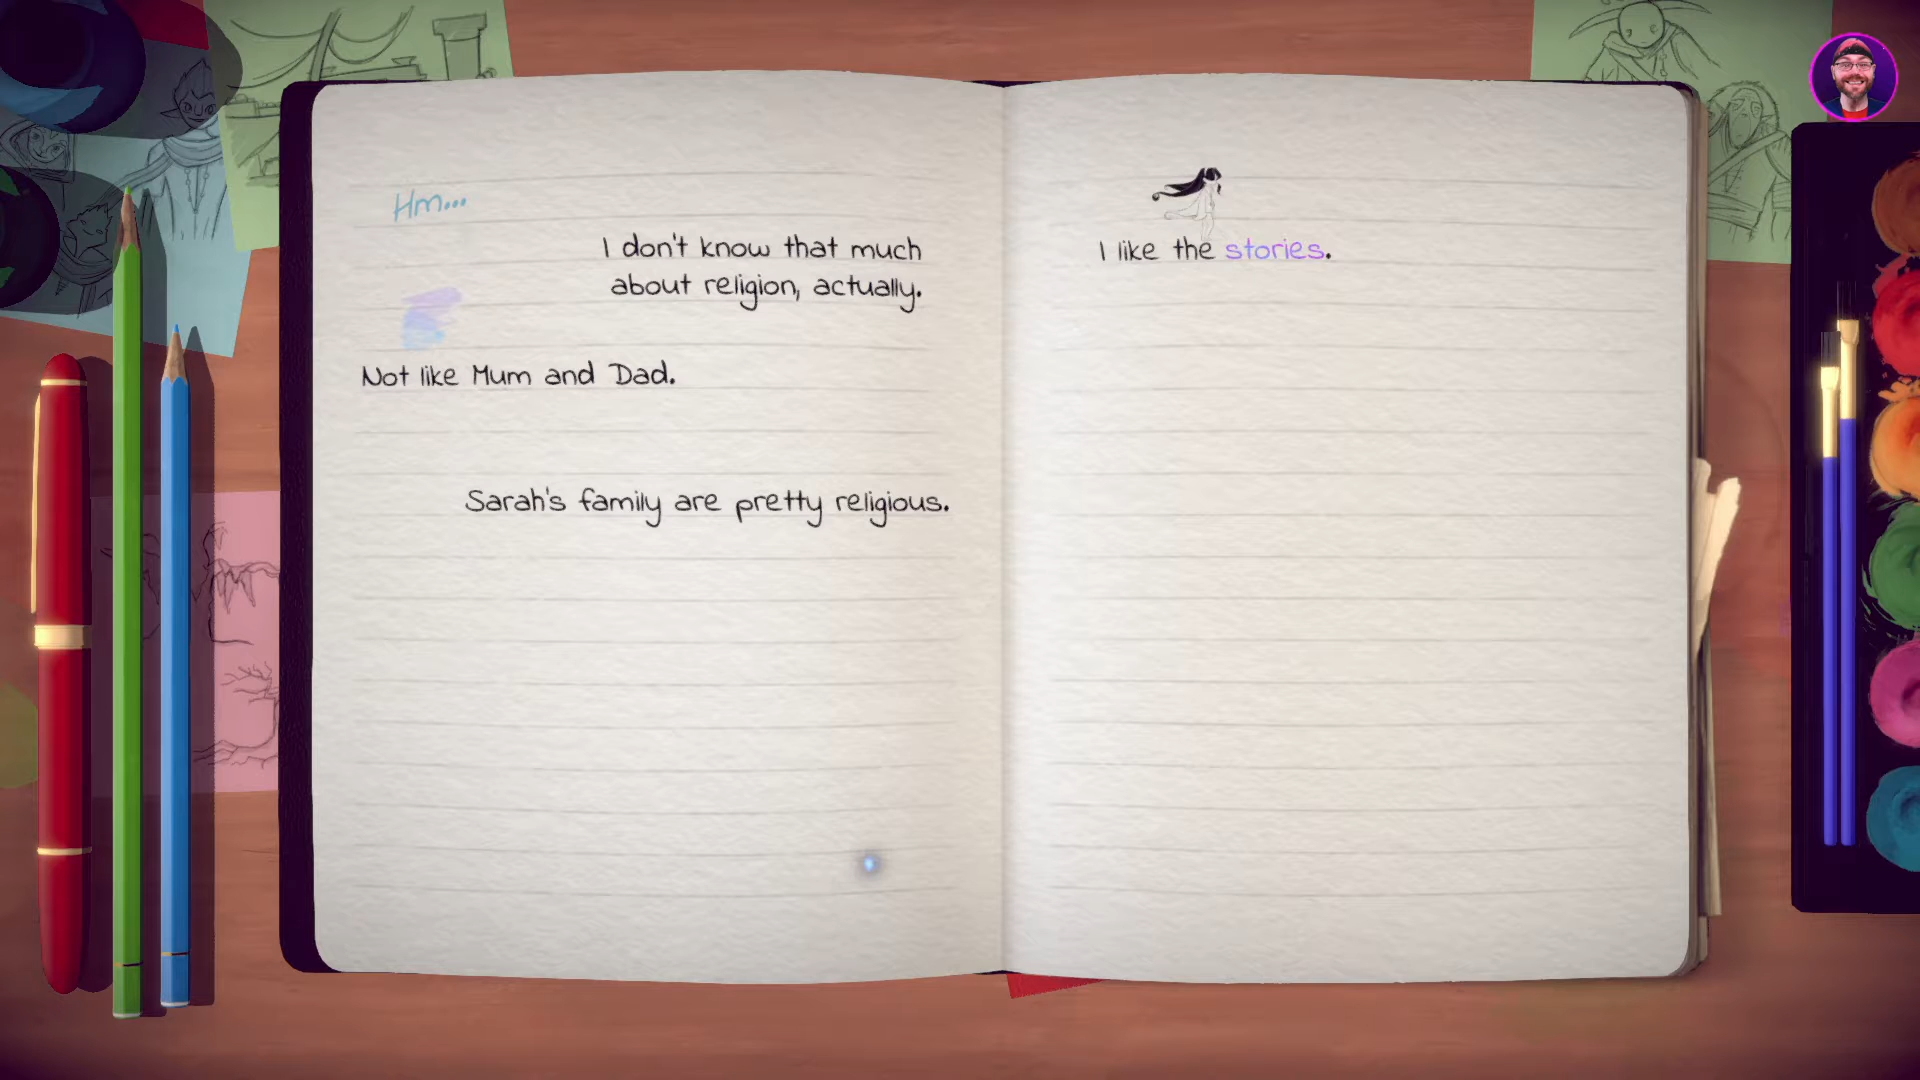 Hm...
I don't know that much
about religion, actually.
Not like Mum and Dad.
Sarah's family are pretty religious.
I like the stories.